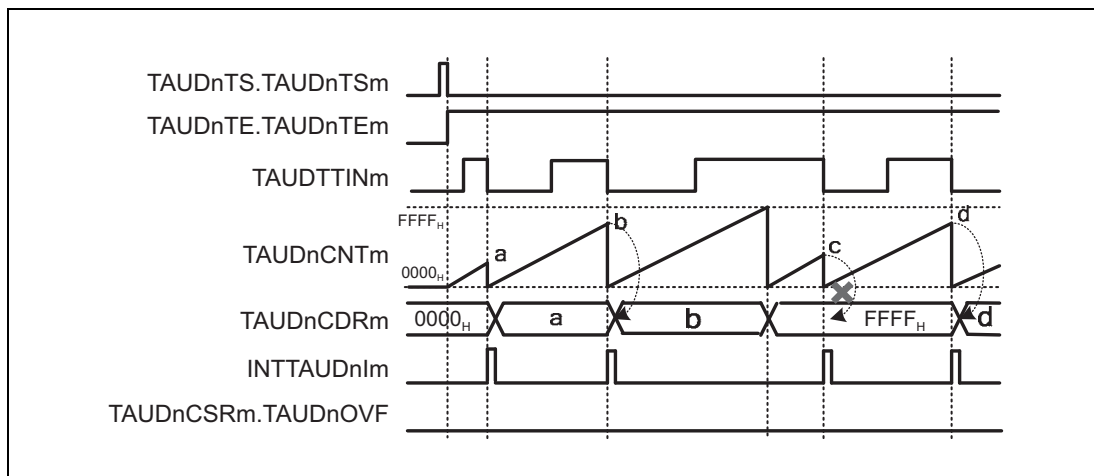 TAUDnTS.TAUDnTSm
TAUDnTE.TAUDnTEm
TAUDTTINm
FFFFH
TAUDnCNTm
0000H
a
b
c
d
TAUDnCDRm
0000H
a
b
FFFFH
d
INTTAUDnIm
TAUDnCSRm.TAUDnOVF